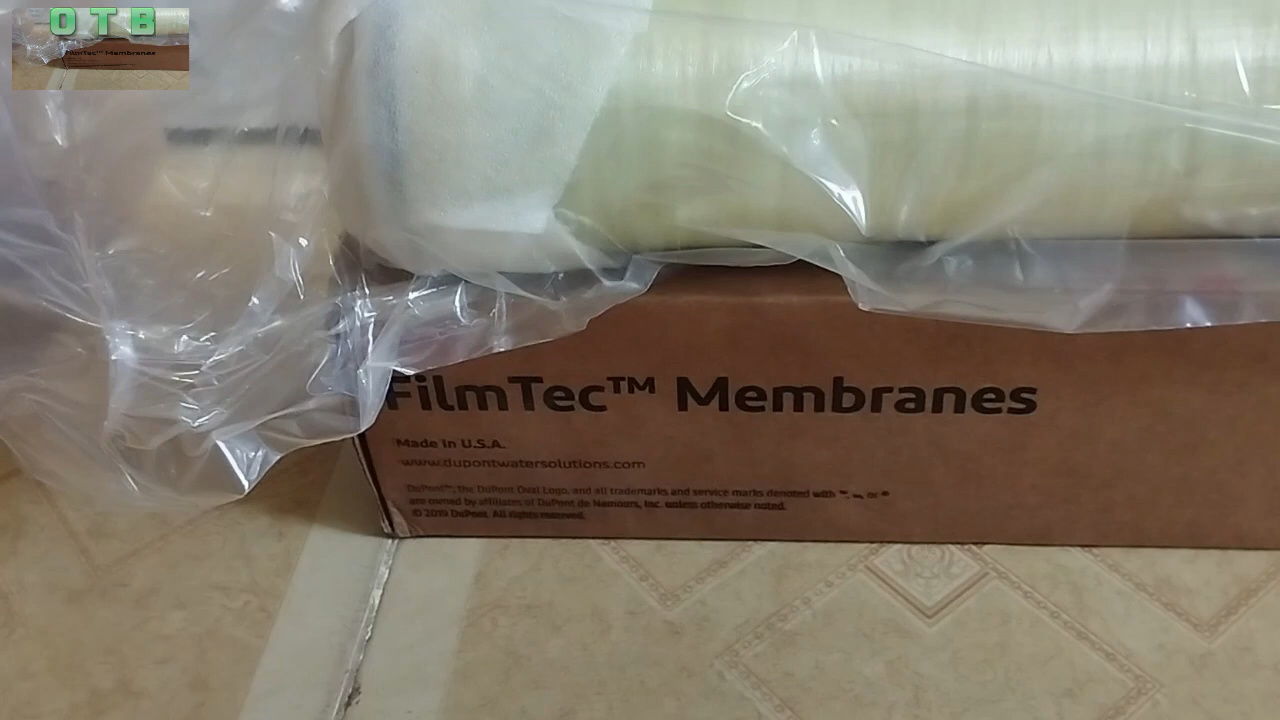 OTB
FilmTec™ Membranes
FilmTec™ Membranes
Made in U.S.A.
www.dupontwatersolutions.com
DuPont™, the DuPont Oval Logo, and all trademarks and service marks denoted with ™, ℠ or ®
are owned by affiliates of DuPont de Nemours, Inc. unless otherwise noted.
© 2019 DuPont. All rights reserved.